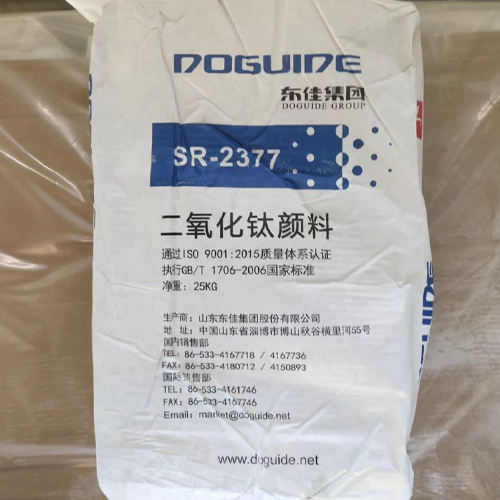 DOGUIDE
东佳集团
DOGUIDE GROUP
SR-2377
二氧化钛颜料
通过ISO 9001:2015质量体系认证
执行GB/T 1706-2006国家标准
净重: 25KG
生产商: 山东东佳集团股份有限公司
地 址: 中国山东省淄博市博山秋谷横里河55号
国内销售部
TEL: 86-533-4167718 / 4167736
FAX: 86-533-4180712 / 4150893
国际销售部
TEL: 86-533-4161746
FAX: 86-533-4167746
Email: market@doguide.net
www.doguide.net